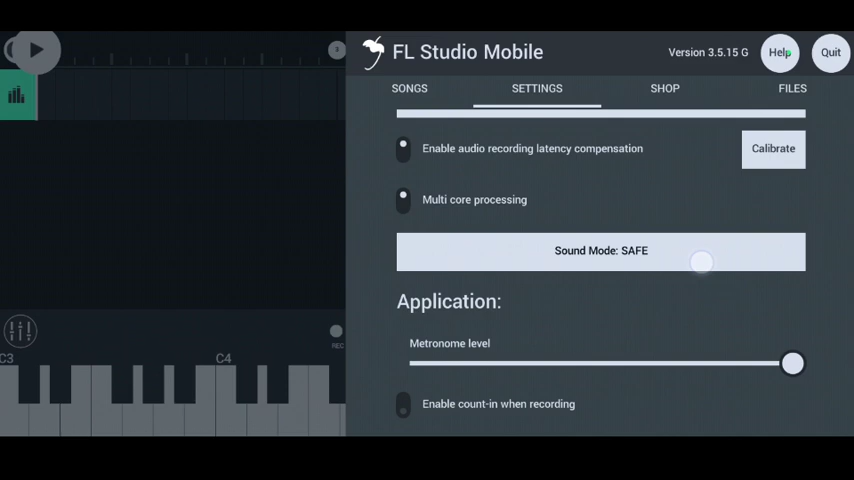 FL Studio Mobile
Version 3.5.15 G
Help
Quit
3
SONGS
SETTINGS
SHOP
FILES
Enable audio recording latency compensation
Calibrate
Multi core processing
Sound Mode: SAFE
Application:
Metronome level
REC
C3
C4
Enable count-in when recording